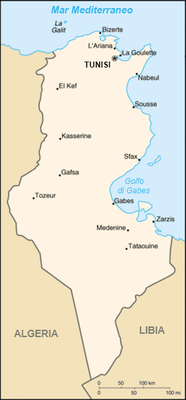 Mar Mediterraneo
La
Galit
Bizerte
L'Ariana
La Goulette
TUNISI
Nabeul
El Kef
Sousse
Kasserine
Sfax
Gafsa
Golfo
di Gabes
Tozeur
Gabes
Zarzis
Medenine
Tataouine
ALGERIA
LIBIA
0 50 100 km
0 50 100 mi